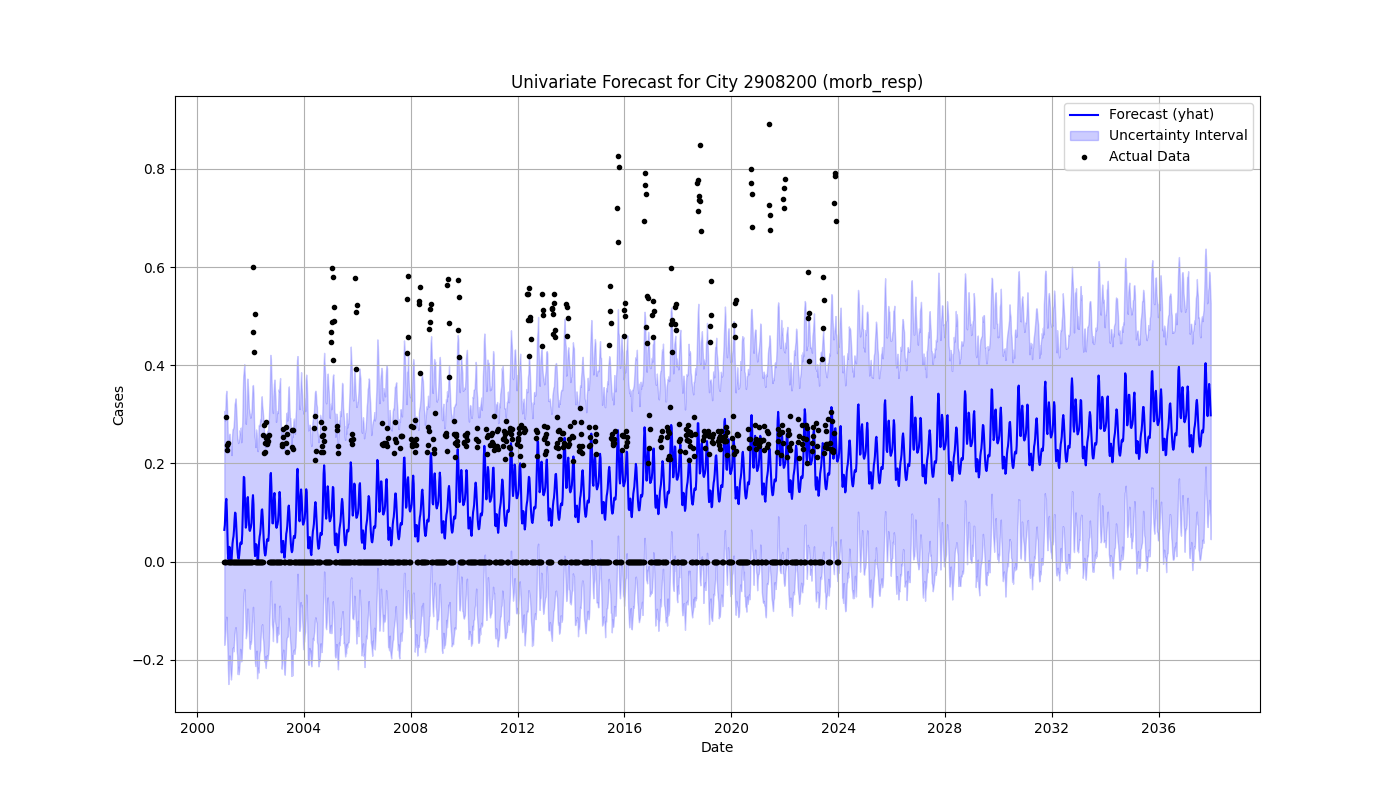 Univariate Forecast for City 2908200 (morb_resp)
Forecast (yhat)
Uncertainty Interval
Actual Data
Cases
0.8
0.6
0.4
0.2
0.0
−0.2
2000 2004 2008 2012 2016 2020 2024 2028 2032 2036
Date